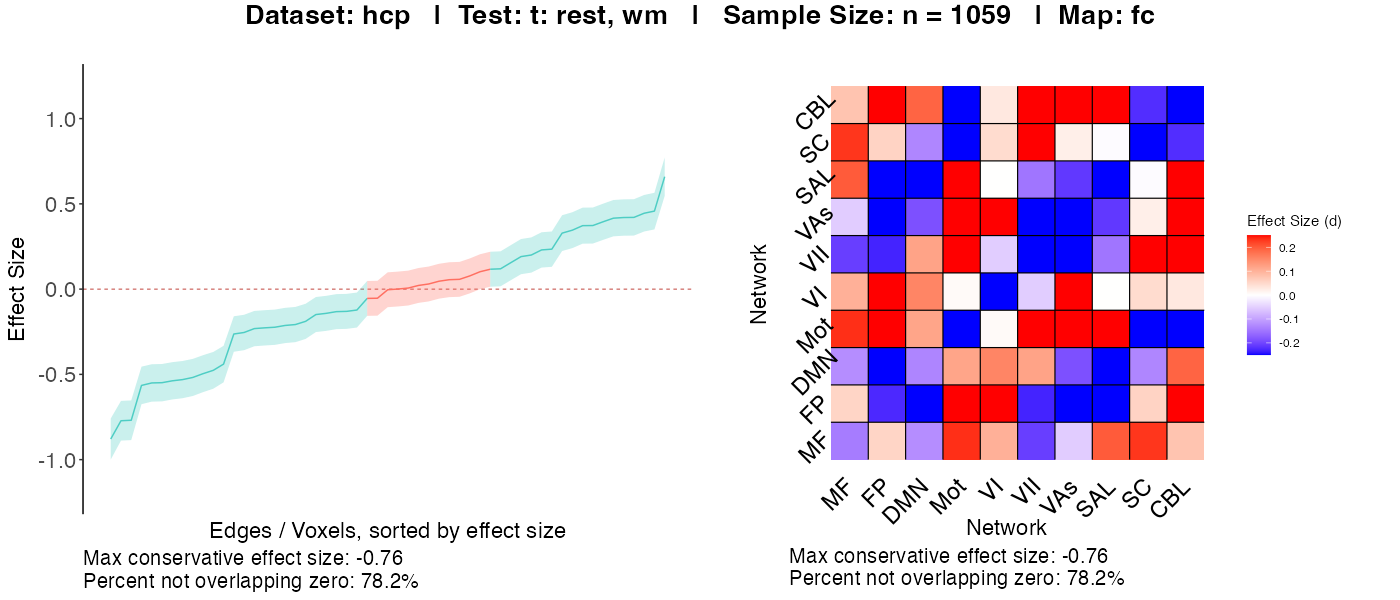 Dataset: hcp | Test: t: rest, wm | Sample Size: n = 1059 | Map: fc
Effect Size
1.0
0.5
0.0
-0.5
-1.0
Edges / Voxels, sorted by effect size
Max conservative effect size: -0.76
Percent not overlapping zero: 78.2%
Network
CBL
SC
SAL
VAs
VII
VI
Mot
DMN
FP
MF
MF FP DMN Mot VI VII VAs SAL SC CBL
Network
Max conservative effect size: -0.76
Percent not overlapping zero: 78.2%
Effect Size (d)
0.2
0.1
0.0
-0.1
-0.2